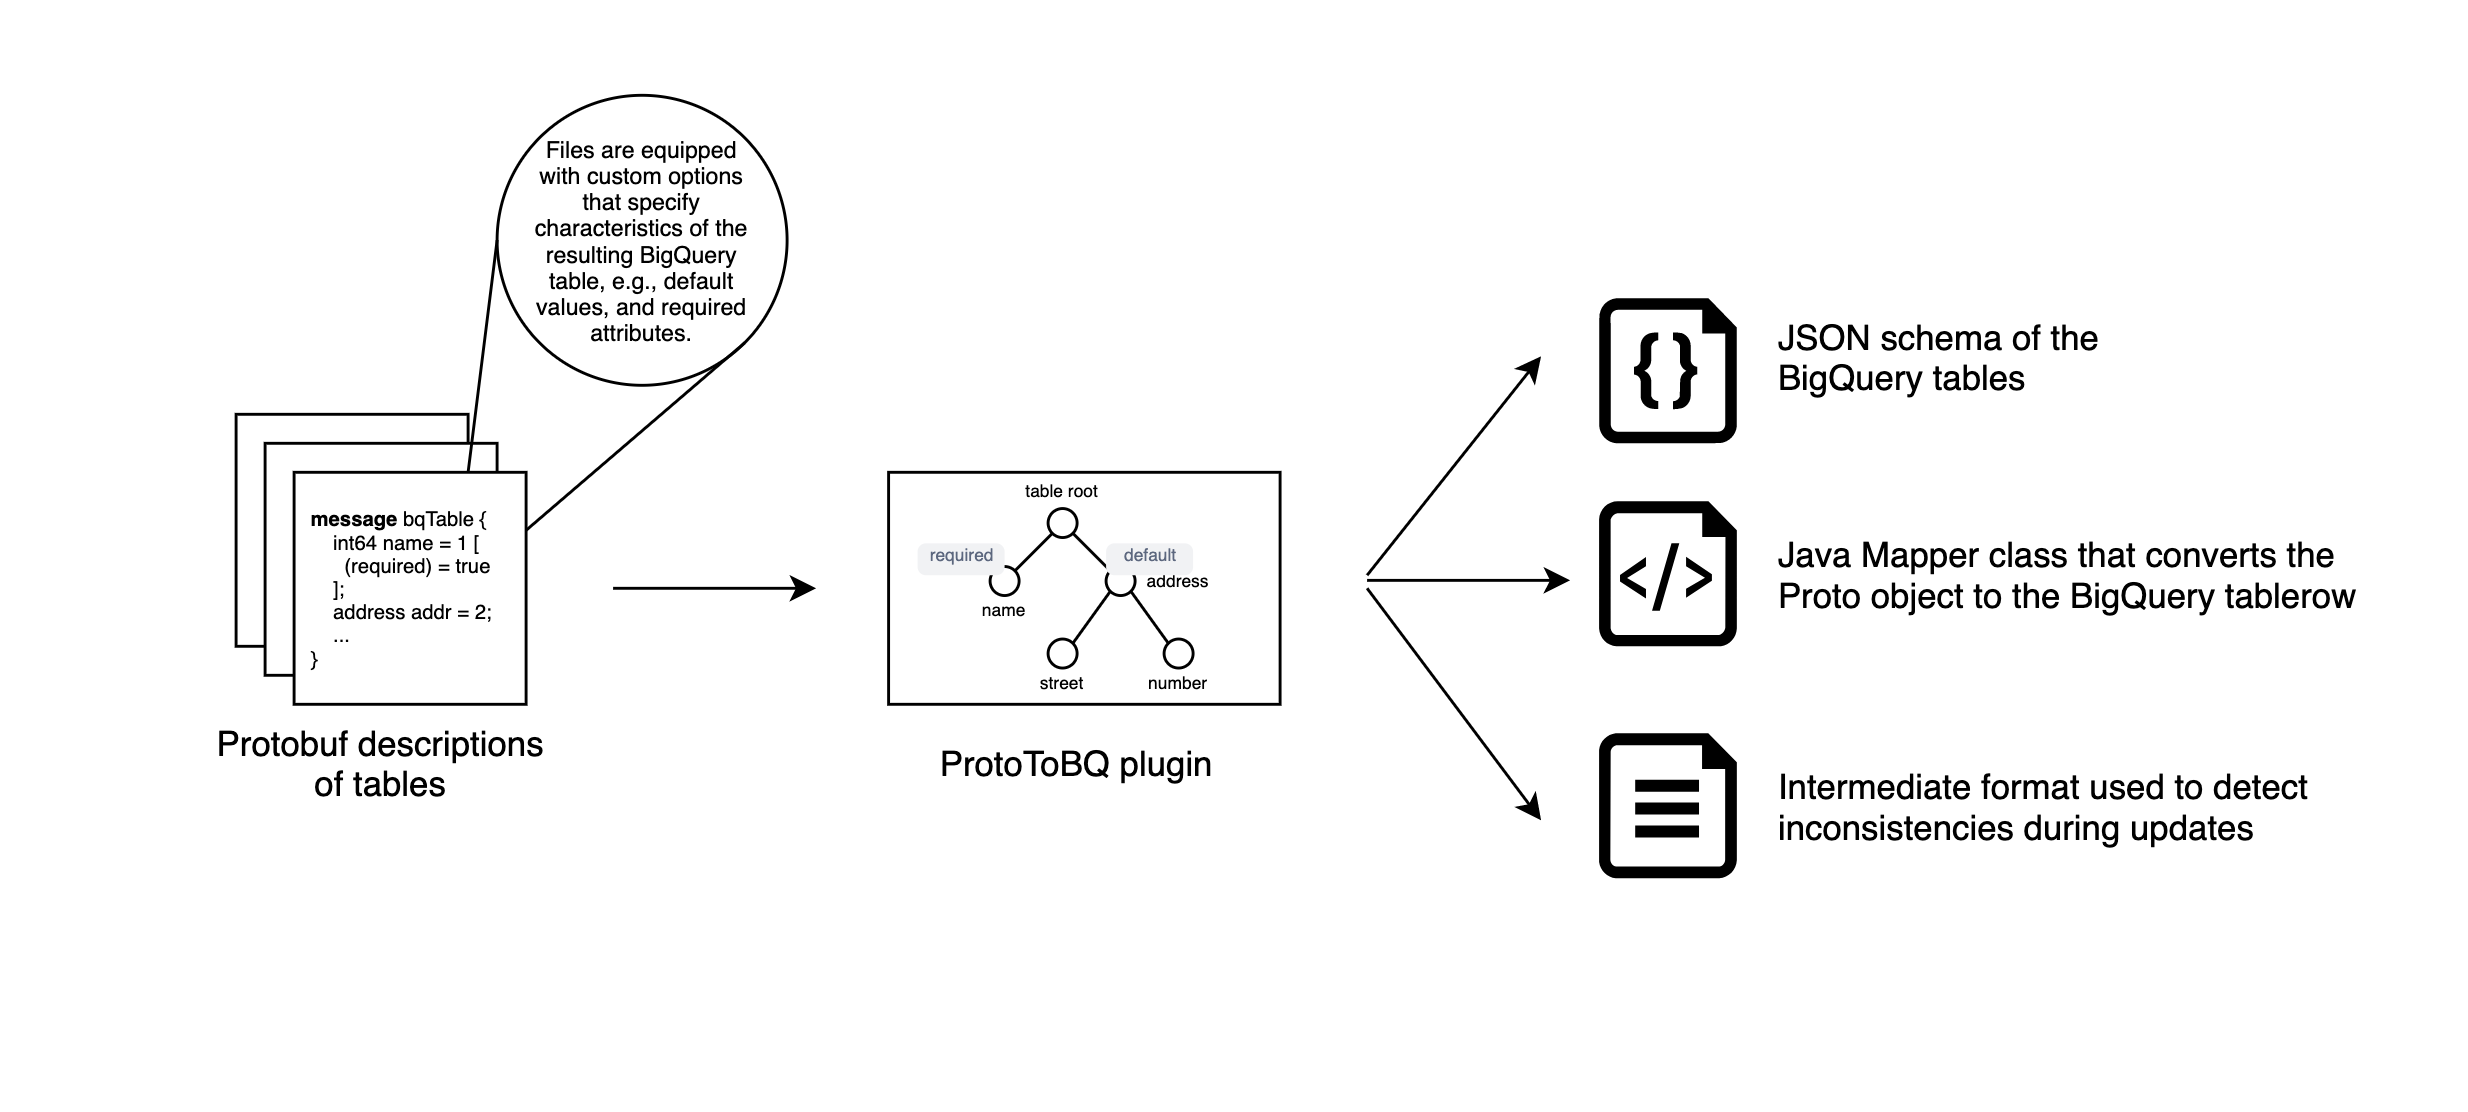 Files are equipped
with custom options
that specify
characteristics of the
resulting BigQuery
table, e.g., default
values, and required
attributes.
message bqTable {
int64 name = 1 [
(required) = true
];
address addr = 2;
...
}
Protobuf descriptions
of tables
table root
required
default
address
name
street
number
ProtoToBQ plugin
{ }
JSON schema of the
BigQuery tables
</>
Java Mapper class that converts the
Proto object to the BigQuery tablerow
Intermediate format used to detect
inconsistencies during updates